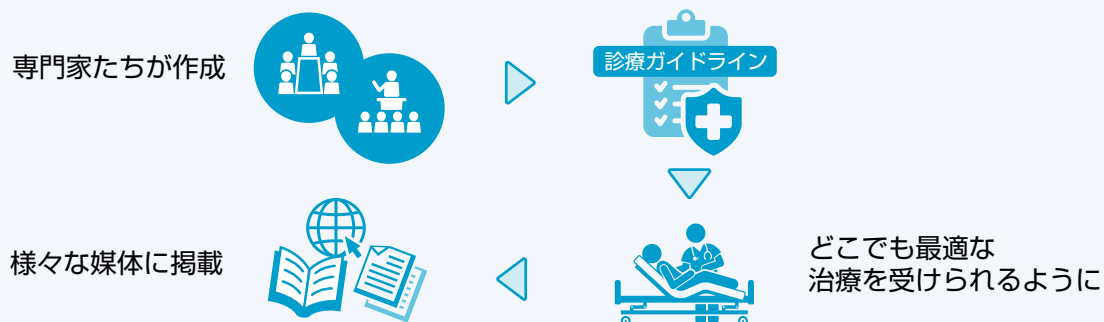 専門家たちが作成
診療ガイドライン
どこでも最適な
治療を受けられるように
様々な媒体に掲載